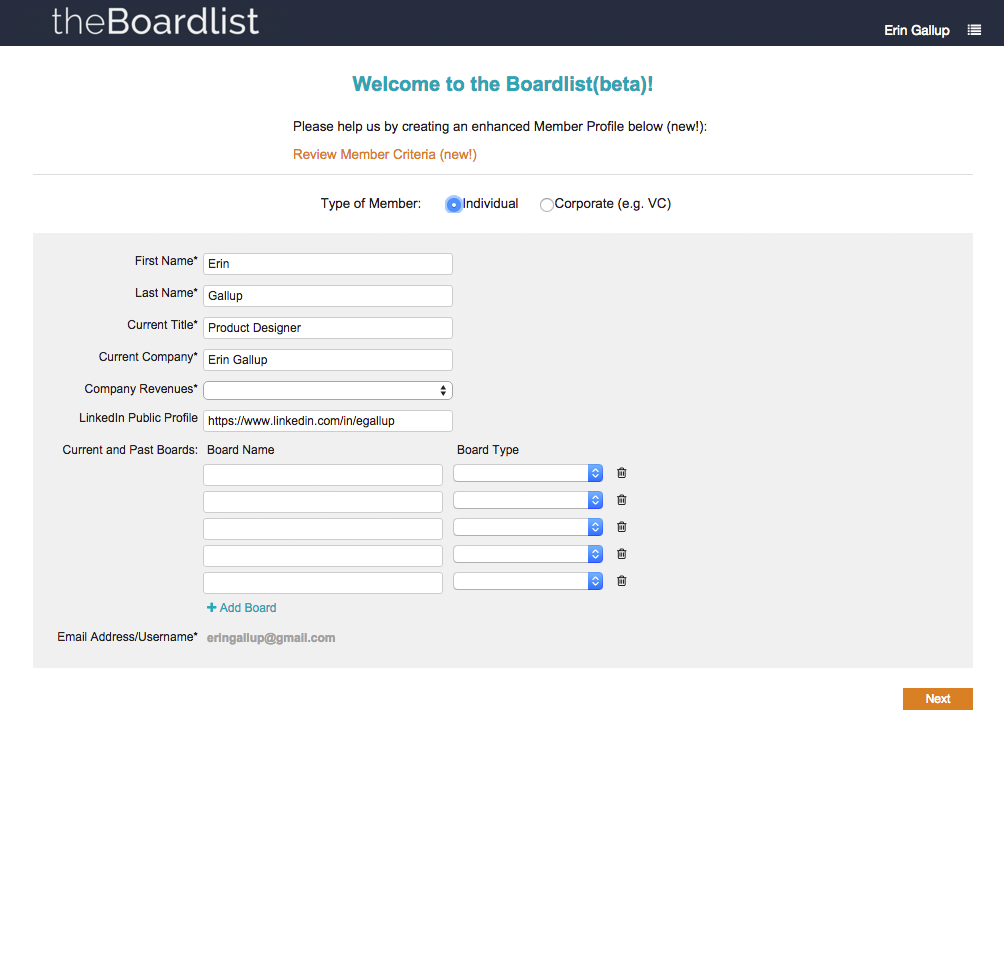 theBoardlist
Erin Gallup
Welcome to the Boardlist(beta)!
Please help us by creating an enhanced Member Profile below (new!):
Review Member Criteria (new!)
Type of Member: Individual Corporate (e.g. VC)
First Name* Erin
Last Name* Gallup
Current Title* Product Designer
Current Company* Erin Gallup
Company Revenues*
LinkedIn Public Profile https://www.linkedin.com/in/egallup
Current and Past Boards: Board Name Board Type
+ Add Board
Email Address/Username* eringallup@gmail.com
Next